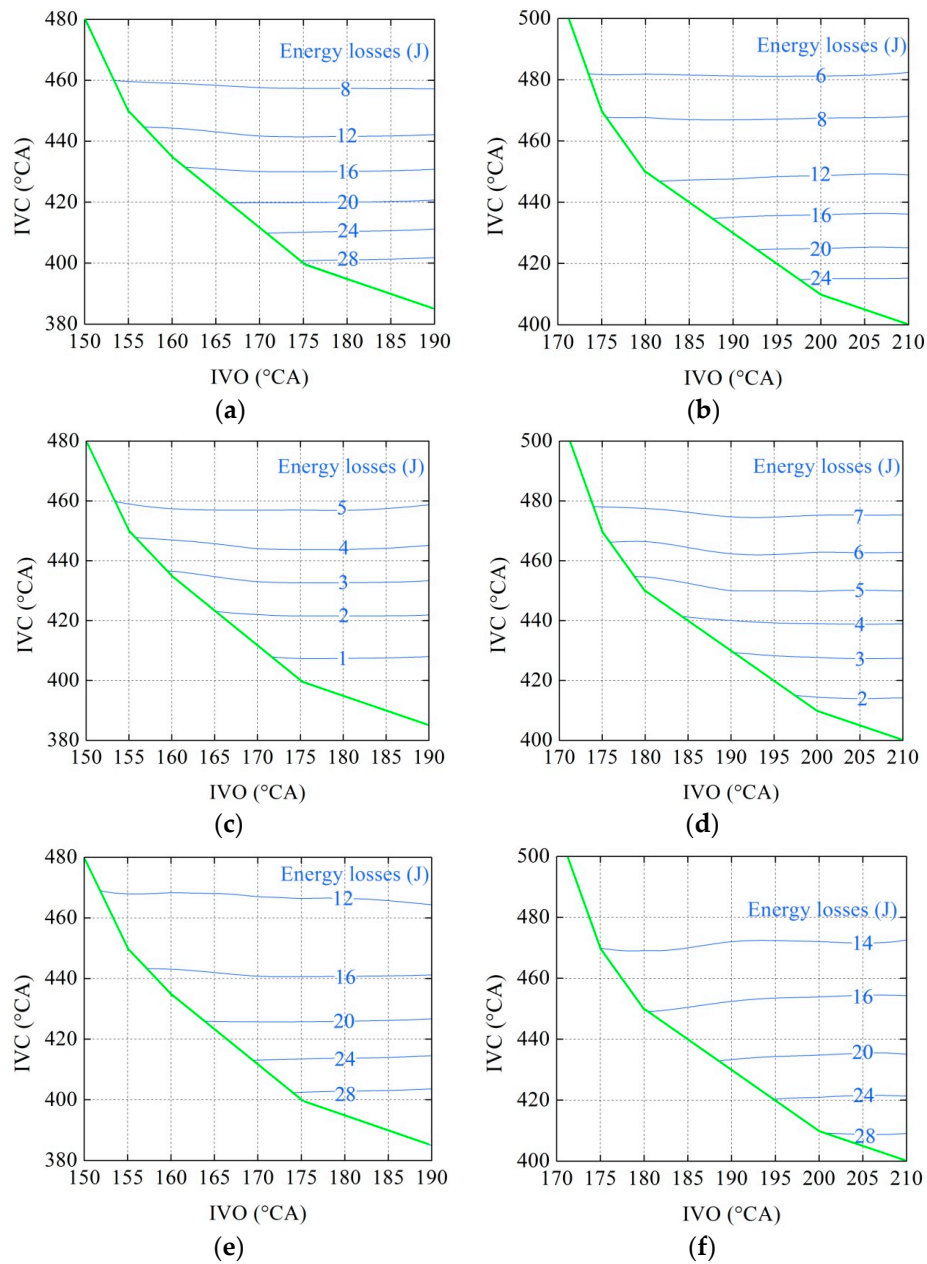 480
460
440
420
400
380
IVC (°CA)
Energy losses (J)
8
12
16
20
24
28
150 155 160 165 170 175 180 185 190
IVO (°CA)
(a)
500
480
460
440
420
400
IVC (°CA)
Energy losses (J)
6
8
12
16
20
24
170 175 180 185 190 195 200 205 210
IVO (°CA)
(b)
480
460
440
420
400
380
IVC (°CA)
Energy losses (J)
5
4
3
2
1
150 155 160 165 170 175 180 185 190
IVO (°CA)
(c)
500
480
460
440
420
400
IVC (°CA)
Energy losses (J)
7
6
5
4
3
2
170 175 180 185 190 195 200 205 210
IVO (°CA)
(d)
480
460
440
420
400
380
IVC (°CA)
Energy losses (J)
12
16
20
24
28
150 155 160 165 170 175 180 185 190
IVO (°CA)
(e)
500
480
460
440
420
400
IVC (°CA)
Energy losses (J)
14
16
20
24
28
170 175 180 185 190 195 200 205 210
IVO (°CA)
(f)